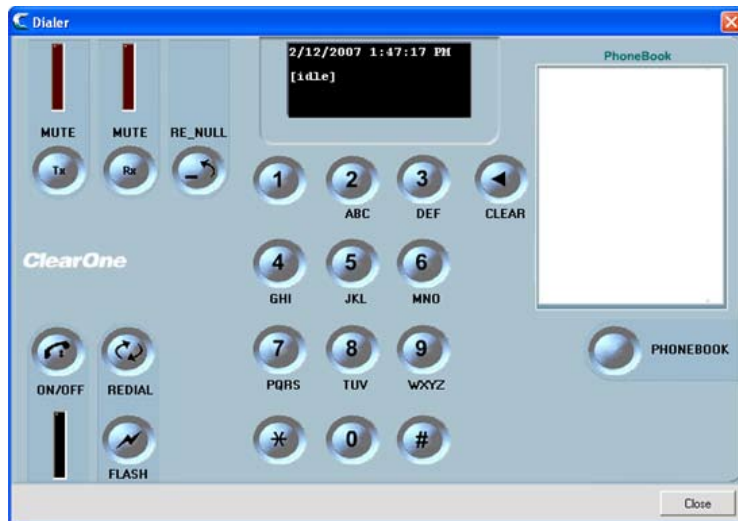 Dialer
2/12/2007 1:47:17 PM
[idle]
PhoneBook
MUTE MUTE RE_NULL
Tx Rx
1 2 3
ABC DEF CLEAR
ClearOne
4 5 6
GHI JKL MNO
7 8 9
PQRS TUV WXYZ
PHONEBOOK
ON/OFF REDIAL
* 0 #
FLASH
Close